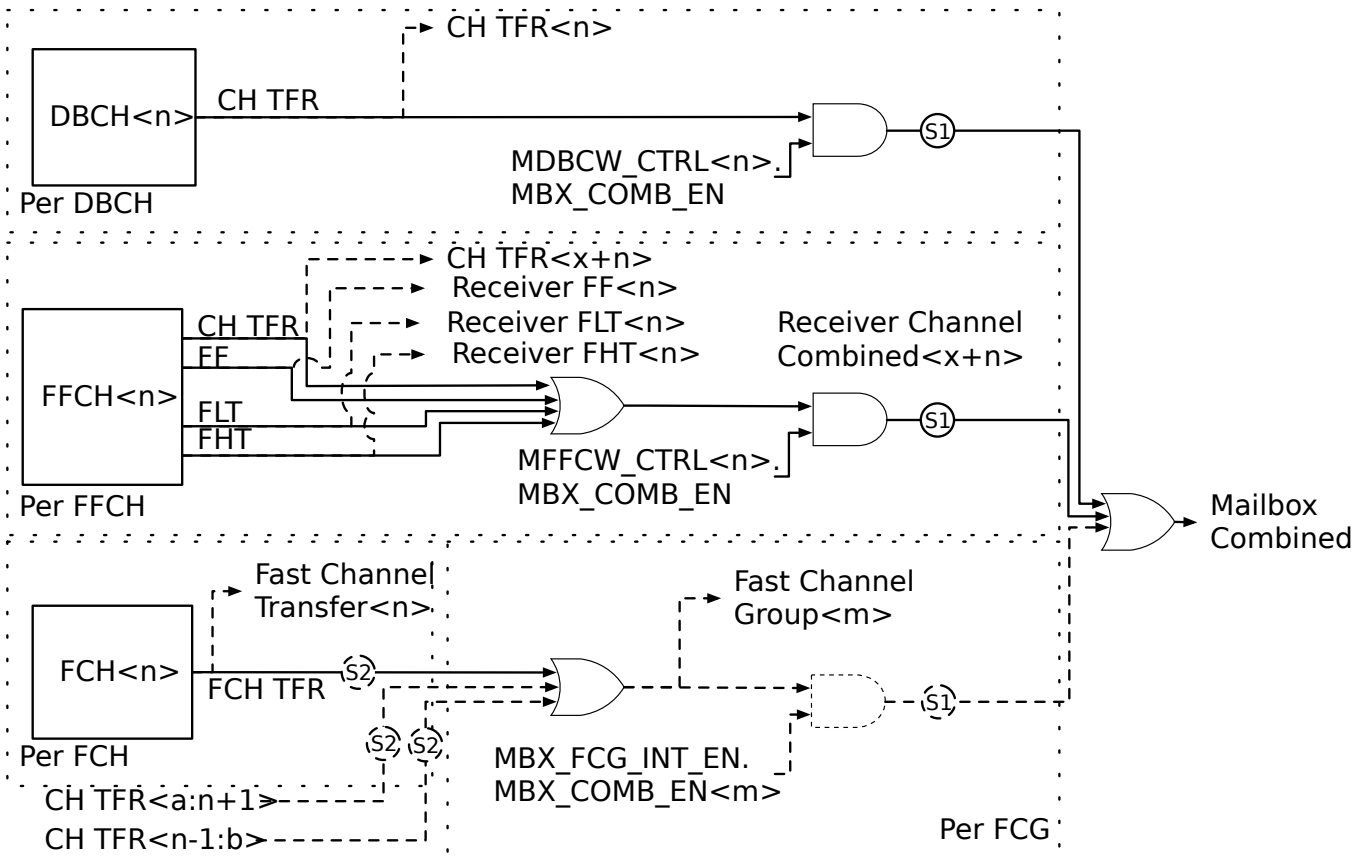 CH TFR<n>
DBCH<n>
CH TFR
S1
MDBCW_CTRL<n>.
MBX_COMB_EN
Per DBCH
CH TFR<x+n>
Receiver FF<n>
Receiver FLT<n>
Receiver FHT<n>
Receiver Channel
Combined<x+n>
FFCH<n>
CH TFR
FF
FLT
FHT
S1
MFFCW_CTRL<n>.
MBX_COMB_EN
Per FFCH
Mailbox
Combined
Fast Channel
Transfer<n>
Fast Channel
Group<m>
FCH<n>
FCH TFR
S2
S1
S2
S2
Per FCH
MBX_FCG_INT_EN.
MBX_COMB_EN<m>
CH TFR<a:n+1>
CH TFR<n-1:b>
Per FCG